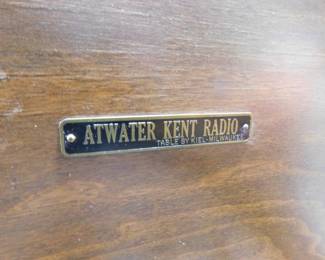 ATWATER KENT RADIO
TABLE BY KIEL-MILWAUKEE